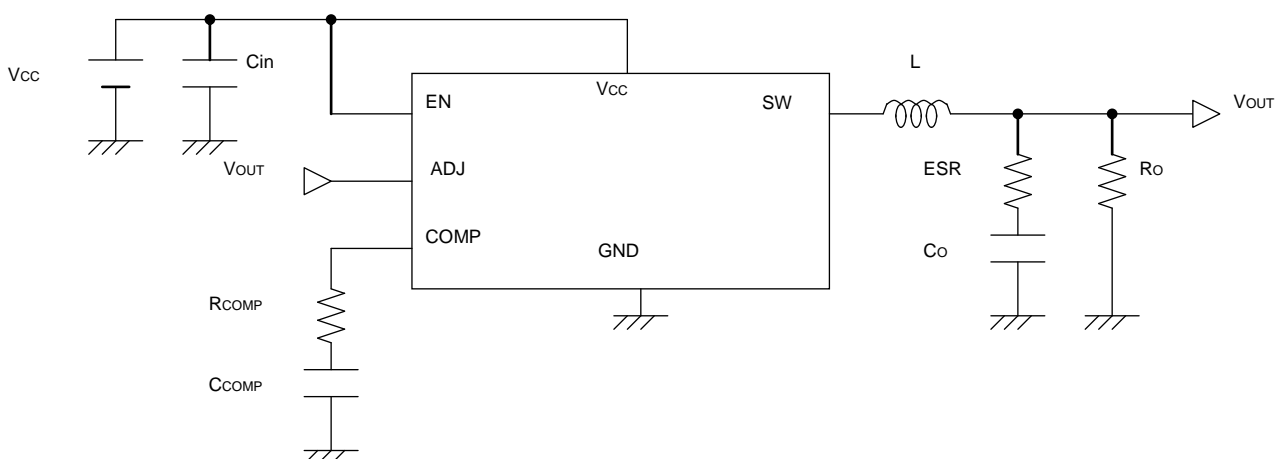 Cin
L
VCC
VCC
EN
SW
VOUT
VOUT
ADJ
ESR
RO
COMP
GND
CO
RCOMP
CCOMP